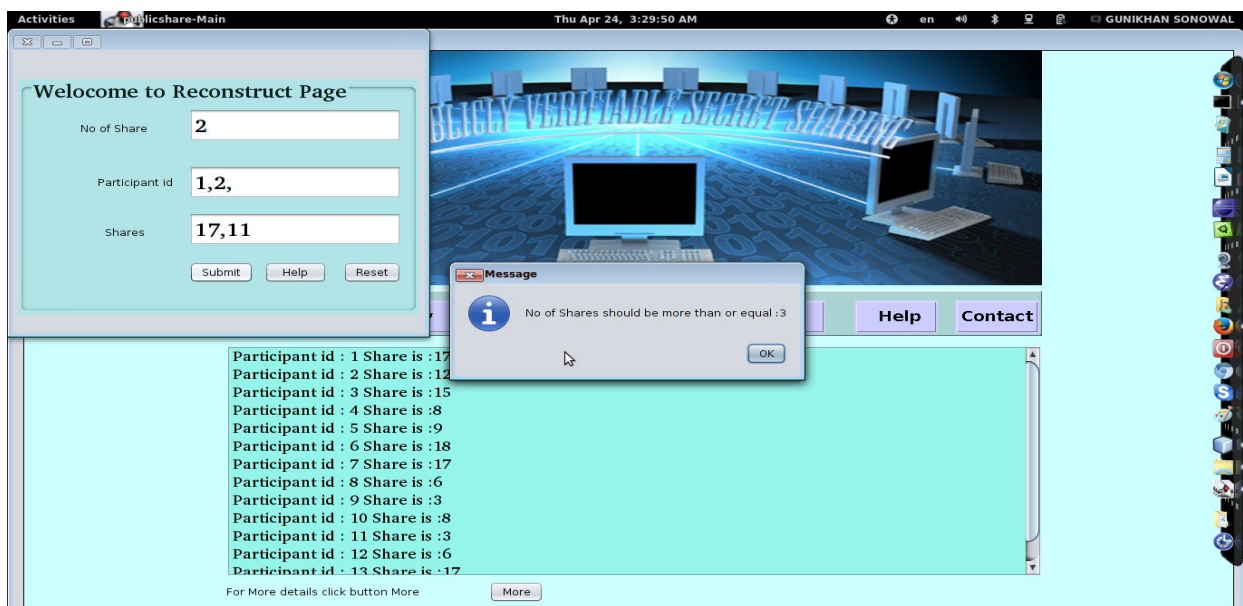 Activities publicshare-Main Thu Apr 24, 3:29:50 AM en GUNIKHAN SONOWAL
Welocome to Reconstruct Page
No of Share 2
Participant id 1,2,
Shares 17,11
Submit Help Reset
PUBLICLY VERIFIABLE SECRET SHARING
Message
No of Shares should be more than or equal :3
OK
Help Contact
Participant id : 1 Share is :17
Participant id : 2 Share is :12
Participant id : 3 Share is :15
Participant id : 4 Share is :8
Participant id : 5 Share is :9
Participant id : 6 Share is :18
Participant id : 7 Share is :17
Participant id : 8 Share is :6
Participant id : 9 Share is :3
Participant id : 10 Share is :8
Participant id : 11 Share is :3
Participant id : 12 Share is :6
Participant id : 13 Share is :17
For More details click button More More